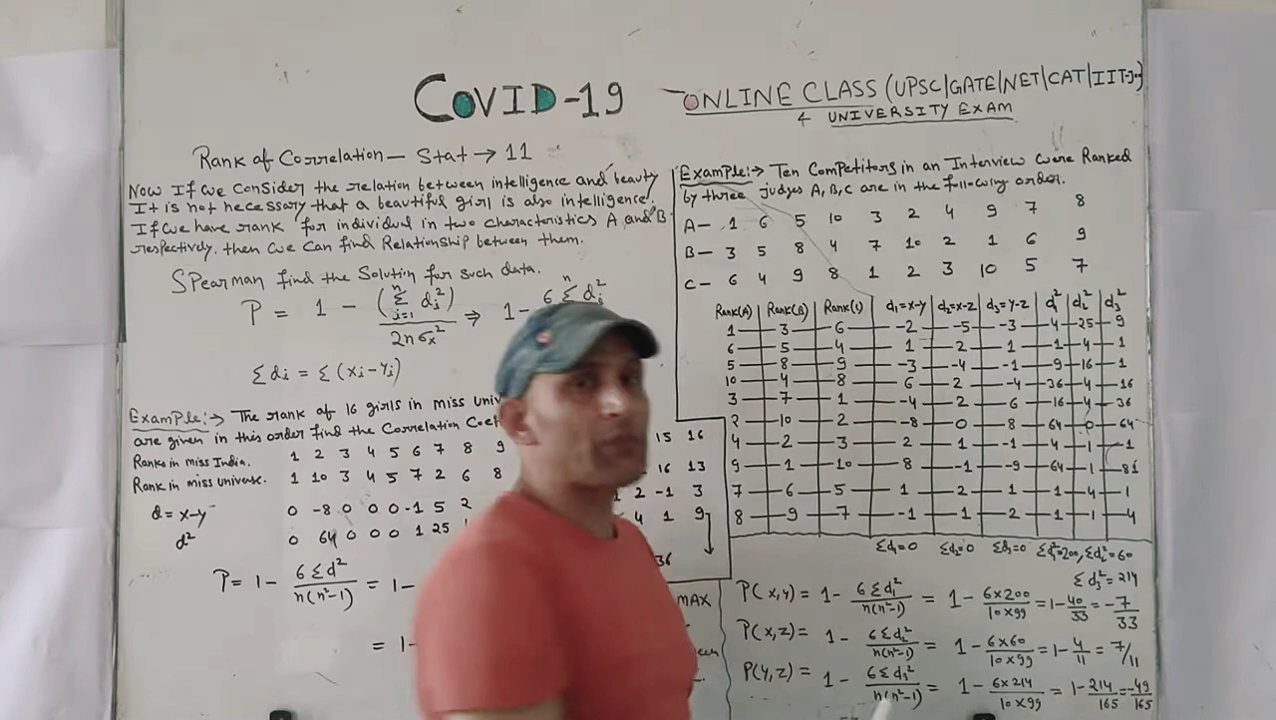 COVID-19
ONLINE CLASS (UPSC|GATE|NET|CAT|IIT-J
& UNIVERSITY EXAM
Rank of Correlation— Stat → 11
Now If we consider the relation between intelligence and beauty
It is not necessary that a beautiful girl is also intelligence.
If we have rank for individual in two characteristics A and B
respectively, then we can find Relationship between them.
Spearman find the Solution for such data.
P = 1 - (Σ_{i=1}^{n} d_i²) / 2nσx² ⇒ 1- 6 Σ^n d_i²
Σdi = Σ(xi-yi)
Example:→ The rank of 16 girls in miss univ
are given in this order find the Correlation Coef
Ranks in miss India. 1 2 3 4 5 6 7 8 9 15 16
Rank in miss universe. 1 10 3 4 5 7 2 6 8 16 13
d = x-y 0 -8 0 0 0 -1 5 2 2 -1 3
d² 0 64 0 0 0 1 25 4 1 9
36
P = 1 - 6Σd² / n(n²-1) = 1-
= 1-
MAX
Example:→ Ten Competitors in an Interview were Ranked
by three judges A, B, C are in the following order.
A— 1 6 5 10 3 2 4 9 7 8
B— 3 5 8 4 7 10 2 1 6 9
C— 6 4 9 8 1 2 3 10 5 7
Rank(A) Rank(B) Rank(C) d1=x-y d2=x-z d3=y-z d1² d2² d3²
1 3 6 -2 -5 -3 4 25 9
6 5 4 1 2 1 1 4 1
5 8 9 -3 -4 -1 9 16 1
10 4 8 6 2 -4 36 4 16
3 7 1 -4 2 6 16 4 36
2 10 2 -8 0 8 64 0 64
4 2 3 2 1 -1 4 1 1
9 1 10 8 -1 -9 64 1 81
7 6 5 1 2 1 1 4 1
8 9 7 -1 1 2 1 1 4
Σd1=0 Σd2=0 Σd3=0 Σd1²=200, Σd2²=60
Σd3²=214
P(x,y) = 1- 6Σd1² / n(n²-1) = 1- 6×200 / 10×99 = 1- 40/33 = -7/33
P(x,z) = 1- 6Σd2² / n(n²-1) = 1- 6×60 / 10×99 = 1- 4/11 = 7/11
P(y,z) = 1- 6Σd3² / n(n²-1) = 1- 6×214 / 10×99 = 1- 214/165 = -49/165